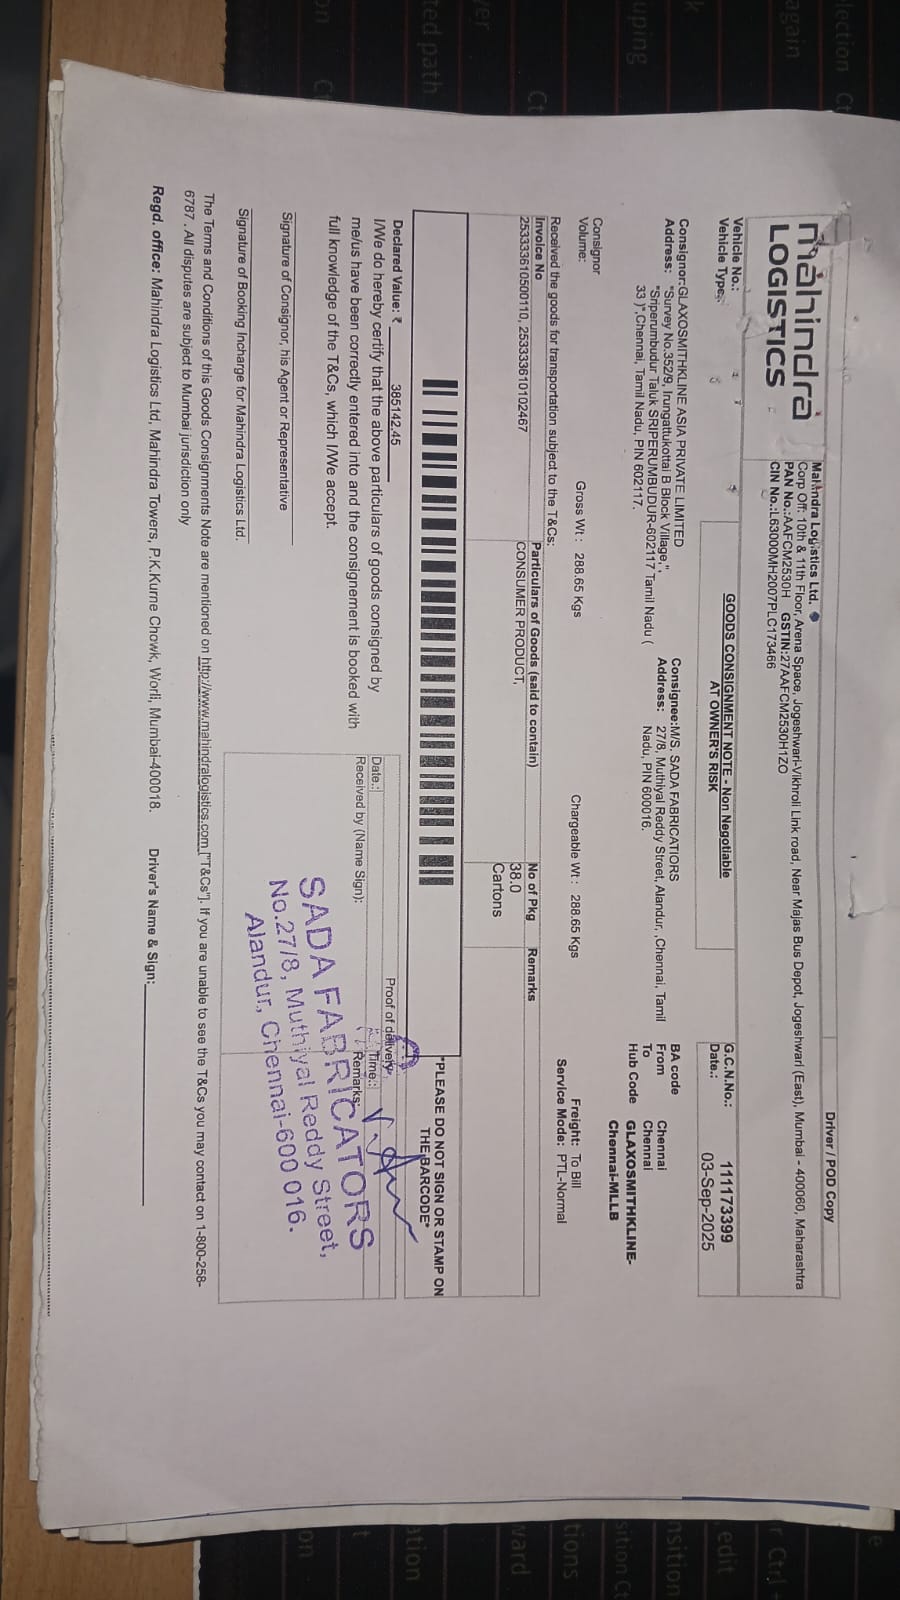 Driver / POD Copy
mahindra
LOGISTICS
Mahindra Logistics Ltd.
Corp Off: 10th & 11th Floor, Arena Space, Jogeshwari-Vikhroli Link road, Near Majas Bus Depot, Jogeshwari (East), Mumbai - 400060, Maharashtra
PAN No.:AAFCM2530H GSTIN:27AAFCM2530H1ZO
CIN No.:L63000MH2007PLC173466
Vehicle No.:
Vehicle Type:
GOODS CONSIGNMENT NOTE - Non Negotiable
AT OWNER'S RISK
G.C.N.No.: 111173399
Date.: 03-Sep-2025
Consignor:GLAXOSMITHKLINE ASIA PRIVATE LIMITED
Address: "Survey No.352/9, Irungattukottai B Block Village,"
"Sriperumbudur Taluk SRIPERUMBUDUR-602117 Tamil Nadu (
33 )",Chennai, Tamil Nadu, PIN 602117.
Consignee:M/S. SADA FABRICATIORS
Address: 27/8, Muthiyal Reddy Street, Alandur, ,Chennai, Tamil
Nadu, PIN 600016.
BA code
From Chennai
To Chennai
Hub Code GLAXOSMITHKLINE-
Chennai-MLLB
Consignor
Volume:
Gross Wt : 288.65 Kgs
Chargeable Wt : 288.65 Kgs
Freight: To Bill
Service Mode: PTL-Normal
Received the goods for transportation subject to the T&Cs:
Invoice No Particulars of Goods (said to contain) No of Pkg Remarks
25333610500110, 25333610102467 CONSUMER PRODUCT, 38.0
Cartons
*PLEASE DO NOT SIGN OR STAMP ON
THE BARCODE*
Declared Value: ₹ 385142.45
I/We do hereby certify that the above particulars of goods consigned by
me/us have been correctly entered into and the consignement is booked with
full knowledge of the T&Cs, which I/We accept.
Signature of Consignor, his Agent or Representative
Signature of Booking Incharge for Mahindra Logistics Ltd.
Proof of delivery
Date.: Time.:
Received by (Name Sign): Remarks:
SADA FABRICATORS
No.27/8, Muthiyal Reddy Street,
Alandur, Chennai-600 016.
The Terms and Conditions of this Goods Consignments Note are mentioned on http://www.mahindralogistics.com ["T&Cs"]. If you are unable to see the T&Cs you may contact on 1-800-258-
6787 . All disputes are subject to Mumbai jurisdiction only
Regd. office: Mahindra Logistics Ltd, Mahindra Towers, P.K.Kurne Chowk, Worli, Mumbai-400018. Driver's Name & Sign: